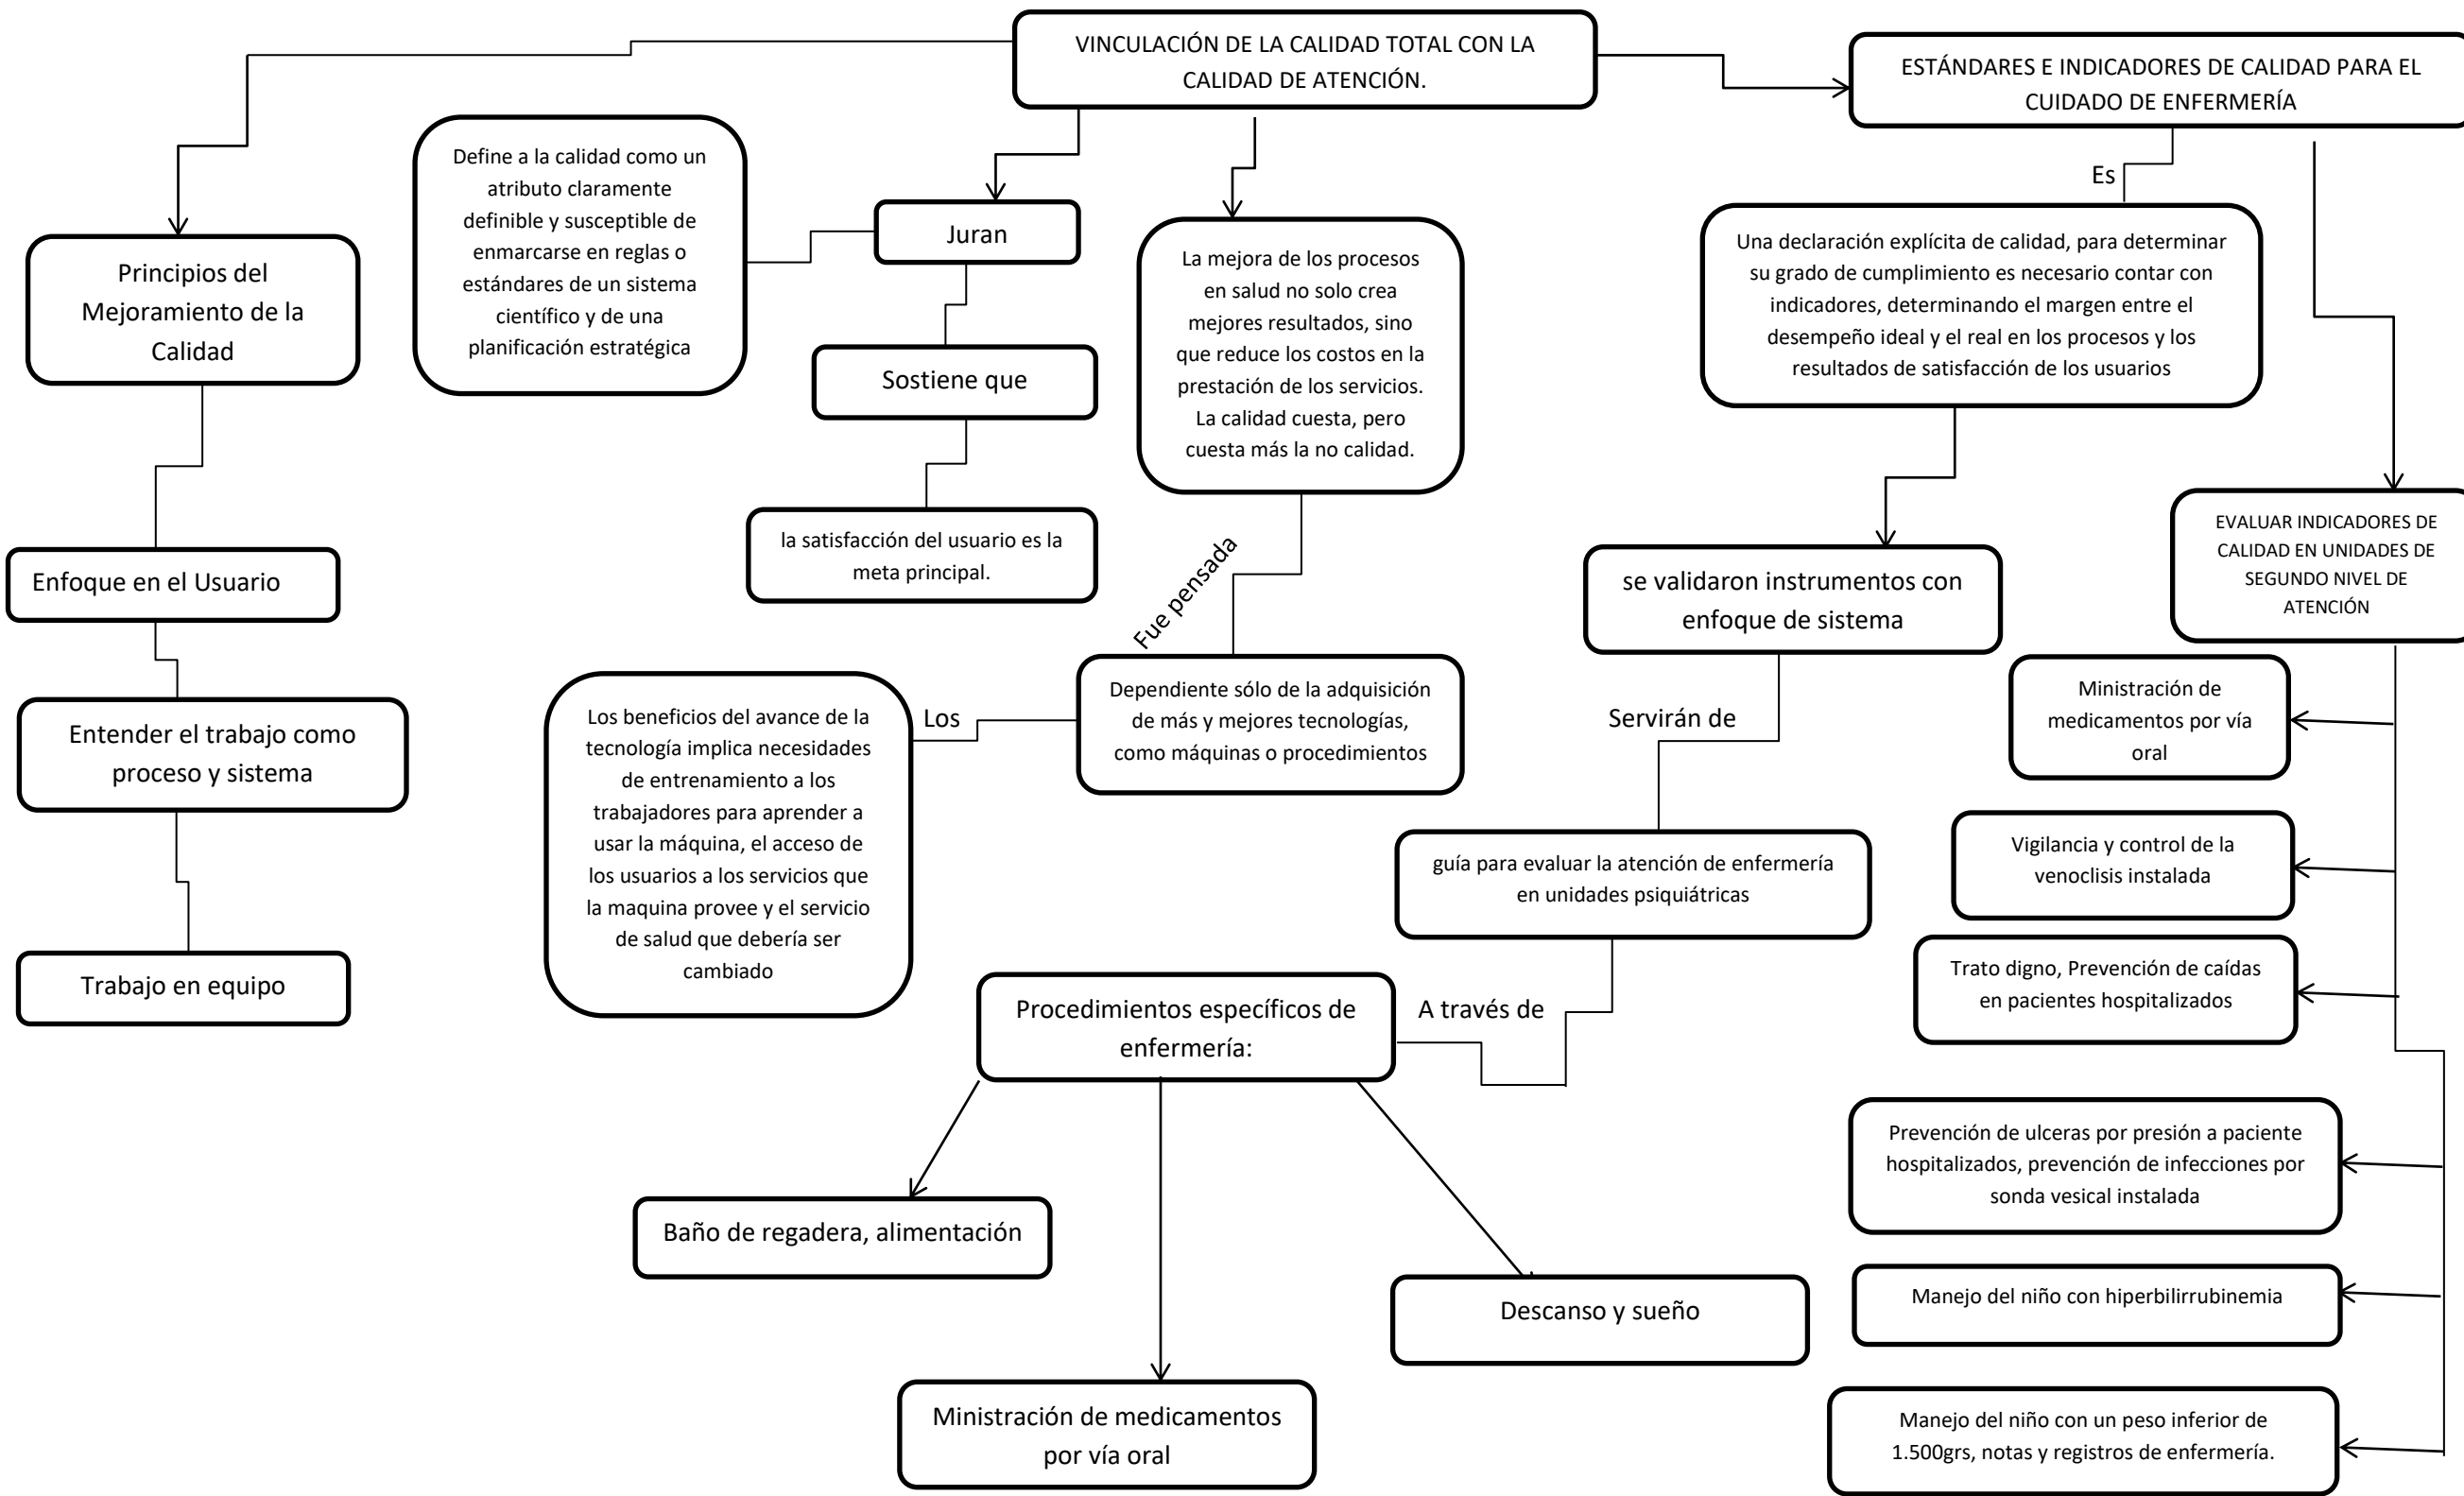 VINCULACIÓN DE LA CALIDAD TOTAL CON LA
CALIDAD DE ATENCIÓN.
ESTÁNDARES E INDICADORES DE CALIDAD PARA EL
CUIDADO DE ENFERMERÍA
Define a la calidad como un
atributo claramente
definible y susceptible de
enmarcarse en reglas o
estándares de un sistema
científico y de una
planificación estratégica
Juran
Es
Principios del
Mejoramiento de la
Calidad
La mejora de los procesos
en salud no solo crea
mejores resultados, sino
que reduce los costos en la
prestación de los servicios.
La calidad cuesta, pero
cuesta más la no calidad.
Una declaración explícita de calidad, para determinar
su grado de cumplimiento es necesario contar con
indicadores, determinando el margen entre el
desempeño ideal y el real en los procesos y los
resultados de satisfacción de los usuarios
Sostiene que
la satisfacción del usuario es la
meta principal.
Enfoque en el Usuario
Fue pensada
se validaron instrumentos con
enfoque de sistema
EVALUAR INDICADORES DE
CALIDAD EN UNIDADES DE
SEGUNDO NIVEL DE
ATENCIÓN
Entender el trabajo como
proceso y sistema
Los beneficios del avance de la
tecnología implica necesidades
de entrenamiento a los
trabajadores para aprender a
usar la máquina, el acceso de
los usuarios a los servicios que
la maquina provee y el servicio
de salud que debería ser
cambiado
Los
Dependiente sólo de la adquisición
de más y mejores tecnologías,
como máquinas o procedimientos
Servirán de
Ministración de
medicamentos por vía
oral
guía para evaluar la atención de enfermería
en unidades psiquiátricas
Vigilancia y control de la
venoclisis instalada
Trabajo en equipo
Procedimientos específicos de
enfermería:
A través de
Trato digno, Prevención de caídas
en pacientes hospitalizados
Prevención de ulceras por presión a paciente
hospitalizados, prevención de infecciones por
sonda vesical instalada
Baño de regadera, alimentación
Descanso y sueño
Manejo del niño con hiperbilirrubinemia
Ministración de medicamentos
por vía oral
Manejo del niño con un peso inferior de
1.500grs, notas y registros de enfermería.